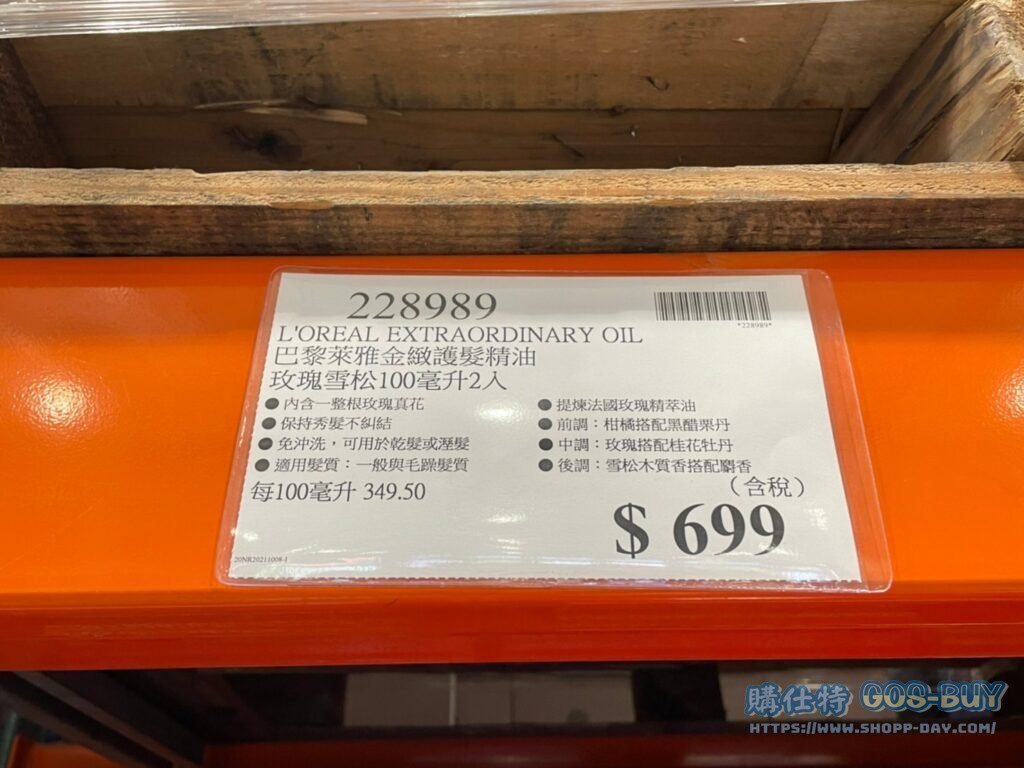 228989
*228989*
L'OREAL EXTRAORDINARY OIL
巴黎萊雅金緻護髮精油
玫瑰雪松100毫升2入
●內含一整根玫瑰真花
●保持秀髮不糾結
●免沖洗，可用於乾髮或溼髮
●適用髮質：一般與毛躁髮質
●提煉法國玫瑰精萃油
●前調：柑橘搭配黑醋栗丹
●中調：玫瑰搭配桂花牡丹
●後調：雪松木質香搭配麝香
每100毫升 349.50
（含稅）
$ 699
20NR20211008-1
購仕特 GOS-BUY
HTTPS://WWW.SHOPP-DAY.COM/